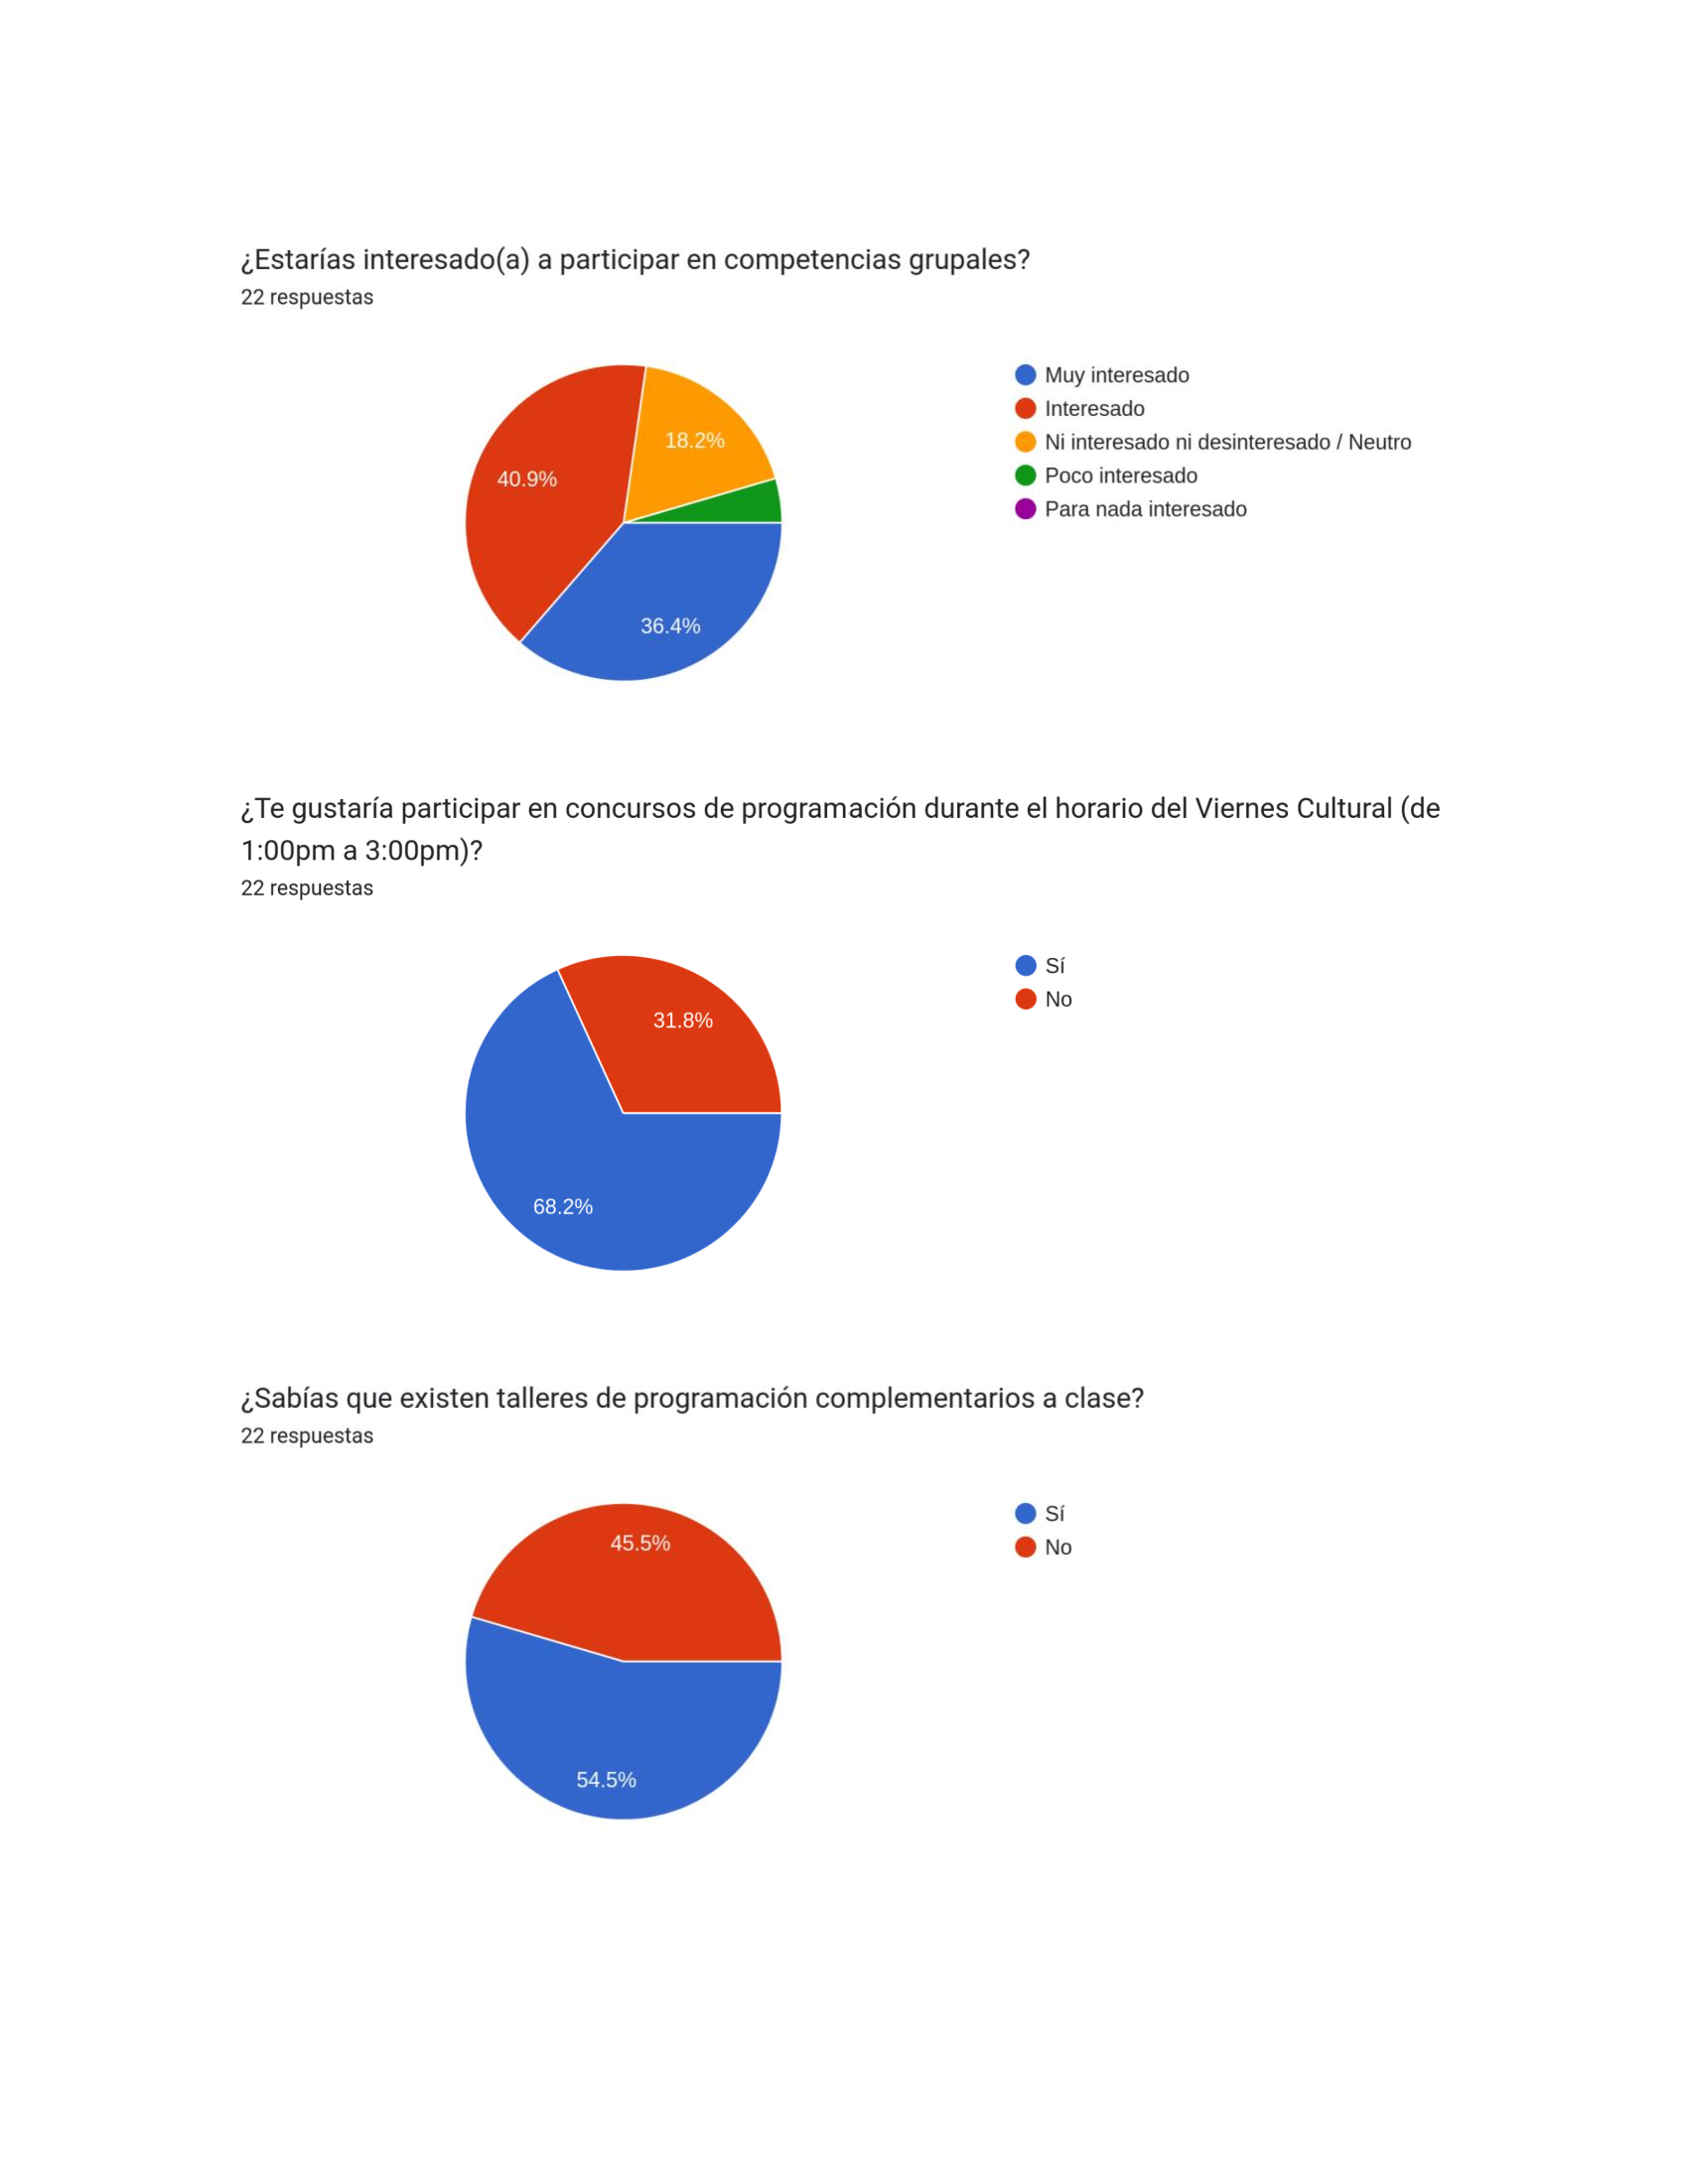 ¿Estarías interesado(a) a participar en competencias grupales?
22 respuestas
Muy interesado
Interesado
Ni interesado ni desinteresado / Neutro
Poco interesado
Para nada interesado
18.2%
40.9%
36.4%
¿Te gustaría participar en concursos de programación durante el horario del Viernes Cultural (de
1:00pm a 3:00pm)?
22 respuestas
Sí
No
31.8%
68.2%
¿Sabías que existen talleres de programación complementarios a clase?
22 respuestas
Sí
No
45.5%
54.5%